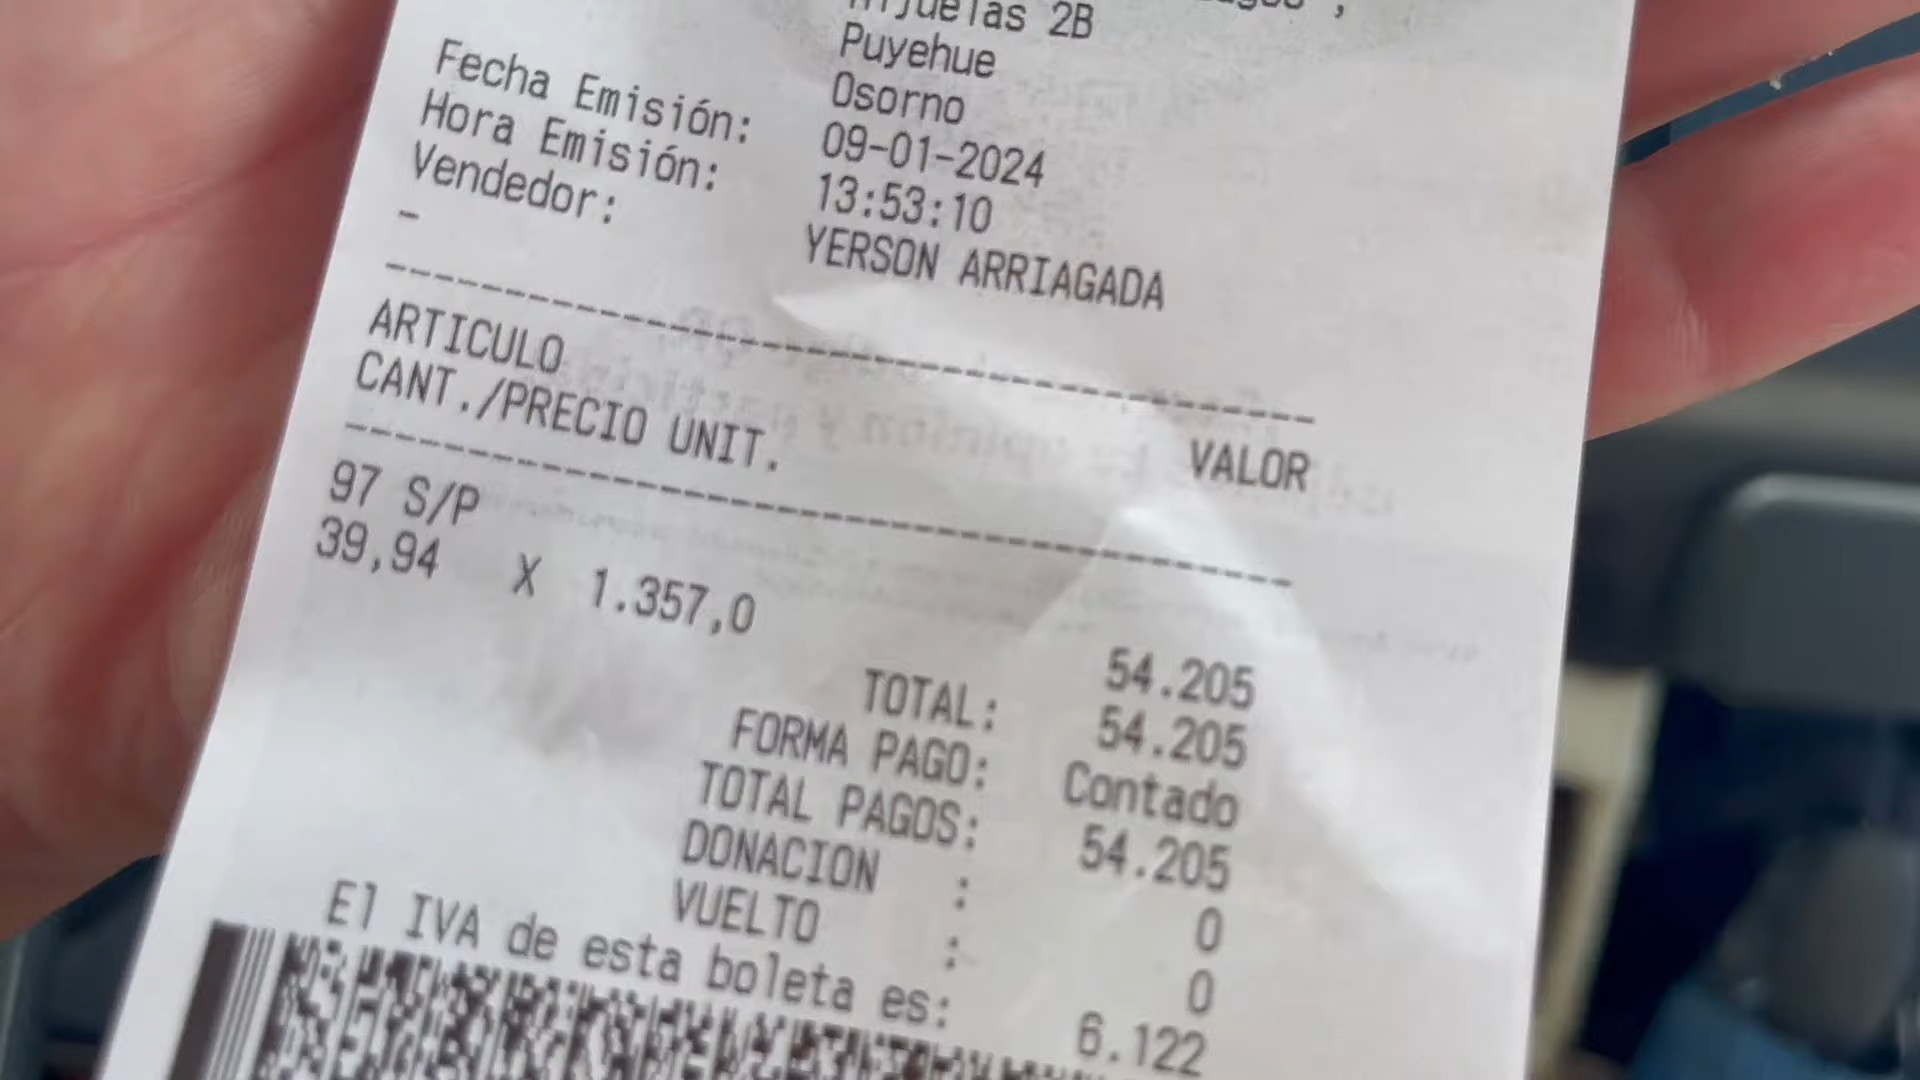 2B
Puyehue
Osorno
Fecha Emisión: 09-01-2024
Hora Emisión: 13:53:10
Vendedor: YERSON ARRIAGADA
-
ARTICULO
CANT./PRECIO UNIT. VALOR
97 S/P
39,94 X 1.357,0
54.205
TOTAL: 54.205
FORMA PAGO: Contado
TOTAL PAGOS: 54.205
DONACION : 0
VUELTO : 0
El IVA de esta boleta es: 6.122